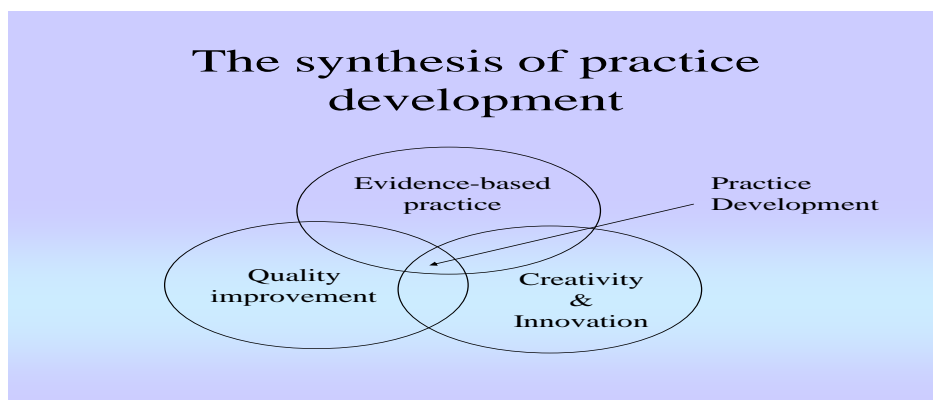 The synthesis of practice
development
Evidence-based
practice
Practice
Development
Quality
improvement
Creativity
&
Innovation